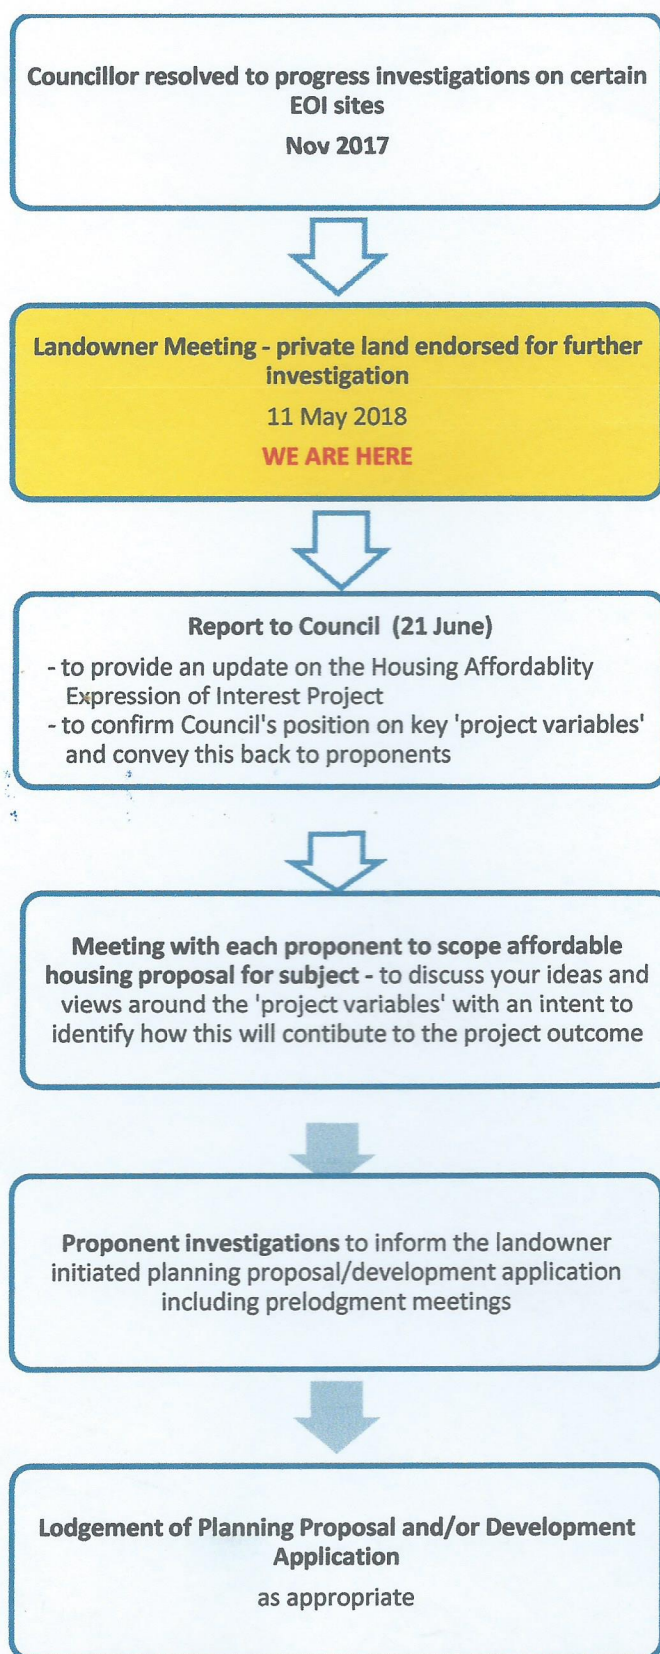 Councillor resolved to progress investigations on certain
EOI sites
Nov 2017
Landowner Meeting - private land endorsed for further
investigation
11 May 2018
WE ARE HERE
Report to Council (21 June)
- to provide an update on the Housing Affordablity
Expression of Interest Project
- to confirm Council's position on key 'project variables'
and convey this back to proponents
Meeting with each proponent to scope affordable
housing proposal for subject - to discuss your ideas and
views around the 'project variables' with an intent to
identify how this will contibute to the project outcome
Proponent investigations to inform the landowner
initiated planning proposal/development application
including prelodgment meetings
Lodgement of Planning Proposal and/or Development
Application
as appropriate